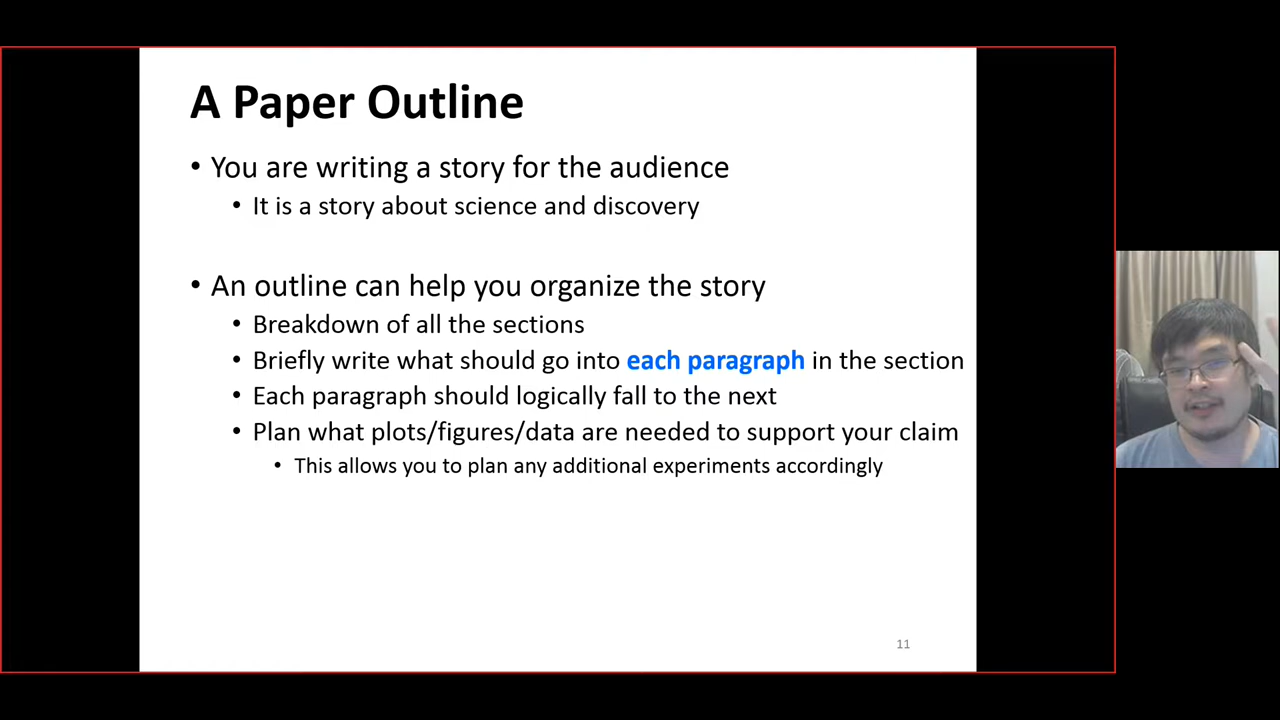 A Paper Outline
• You are writing a story for the audience
• It is a story about science and discovery
• An outline can help you organize the story
• Breakdown of all the sections
• Briefly write what should go into each paragraph in the section
• Each paragraph should logically fall to the next
• Plan what plots/figures/data are needed to support your claim
• This allows you to plan any additional experiments accordingly
11